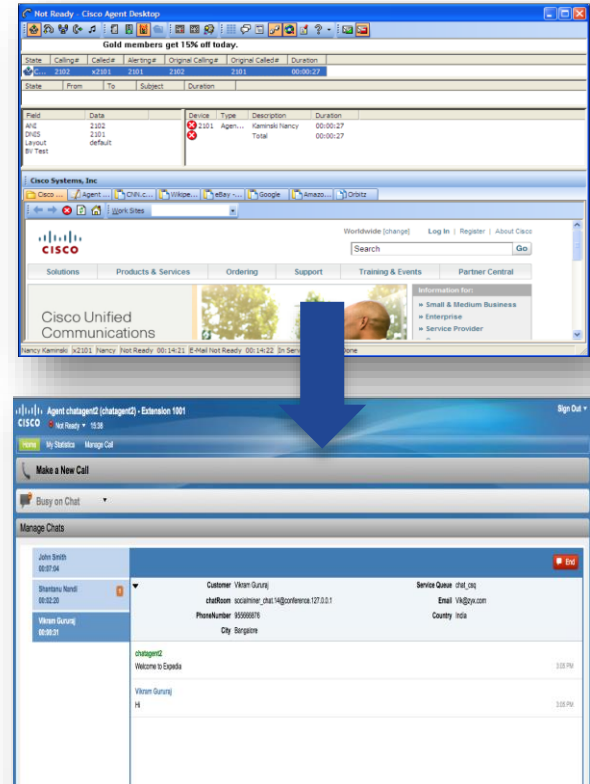 Not Ready - Cisco Agent Desktop
Gold members get 15% off today.
State Calling# Called# Alerting# Original Calling# Original Called# Duration
C... 2102 x2101 2101 2102 2101 00:00:27
State From To Subject Duration
Field Data Device Type Description Duration
ANI 2102 2101 Agen... Kaminski Nancy 00:00:27
DNIS 2101 Total 00:00:27
Layout default
BV Test
Cisco Systems, Inc
Cisco ... Agent ... CNN.c... Wikipe... eBay -... Google Amazo... Orbitz
Work Sites
Worldwide [change] Log In | Register | About Cisco
CISCO
Search Go
Solutions Products & Services Ordering Support Training & Events Partner Central
Information for:
» Small & Medium Business
Cisco Unified
» Enterprise
Communications
» Service Provider
Nancy Kaminski x2101 Nancy Not Ready 00:14:21 E-Mail Not Ready 00:14:22 In Serv
Agent chatagent2 (chatagent2) - Extension 1001 Sign Out
CISCO Not Ready 15:38
Home My Statistics Manage Call
Make a New Call
Busy on Chat
Manage Chats
John Smith
00:07:04
End
Shantanu Nandi
00:02:20
Customer Vikram Gururaj Service Queue chat_csq
chatRoom socialminer_chat.14@conference.127.0.0.1 Email Vik@zyx.com
Vikram Gururaj
00:00:31
PhoneNumber 955666676 Country India
City Bangalore
chatagent2
Welcome to Expedia 3:05 PM
Vikram Gururaj
Hi 3:05 PM